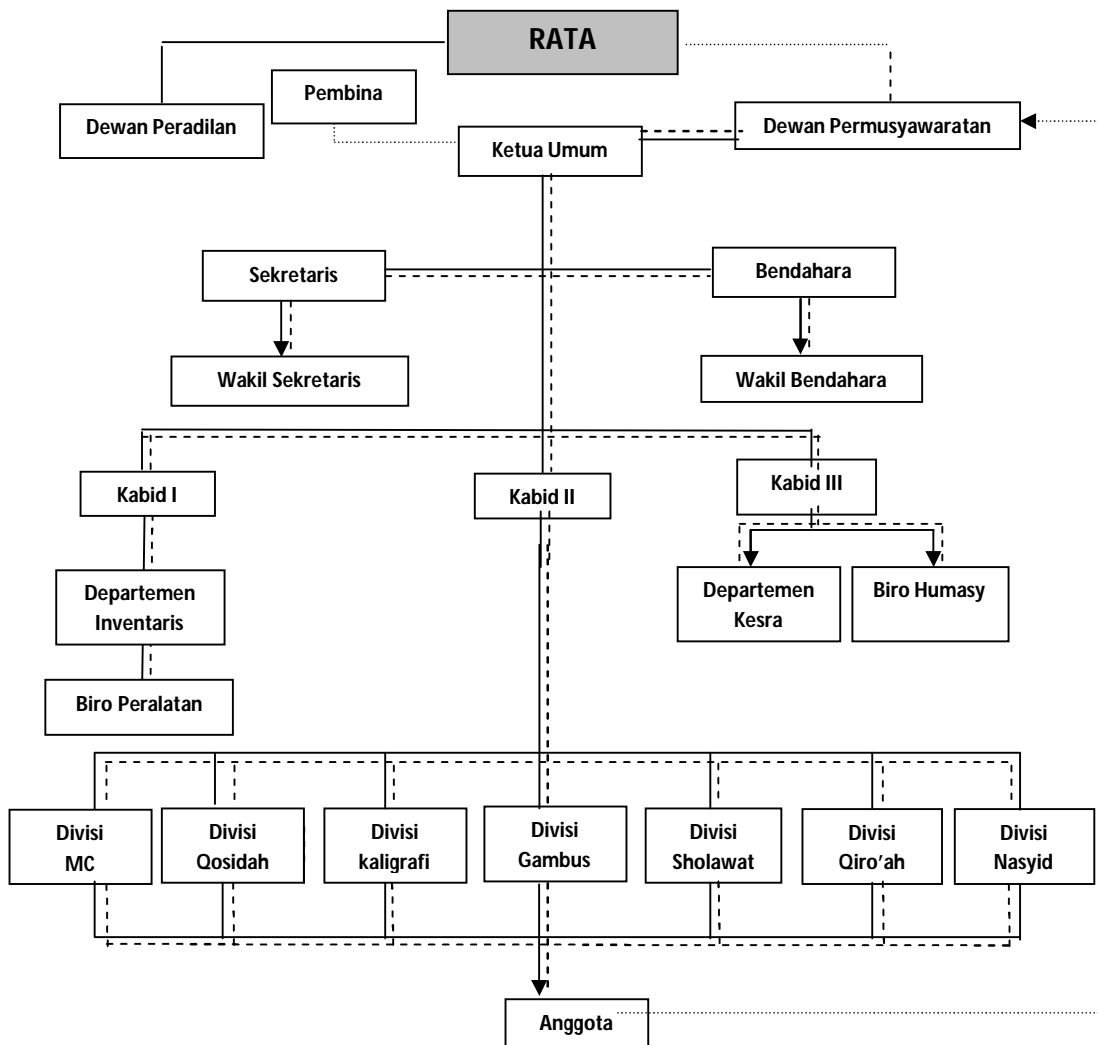 RATA
Pembina
Dewan Peradilan
Dewan Permusyawaratan
Ketua Umum
Sekretaris
Bendahara
Wakil Sekretaris
Wakil Bendahara
Kabid I
Kabid II
Kabid III
Departemen
Inventaris
Departemen
Kesra
Biro Humasy
Biro Peralatan
Divisi
MC
Divisi
Qosidah
Divisi
kaligrafi
Divisi
Gambus
Divisi
Sholawat
Divisi
Qiro'ah
Divisi
Nasyid
Anggota